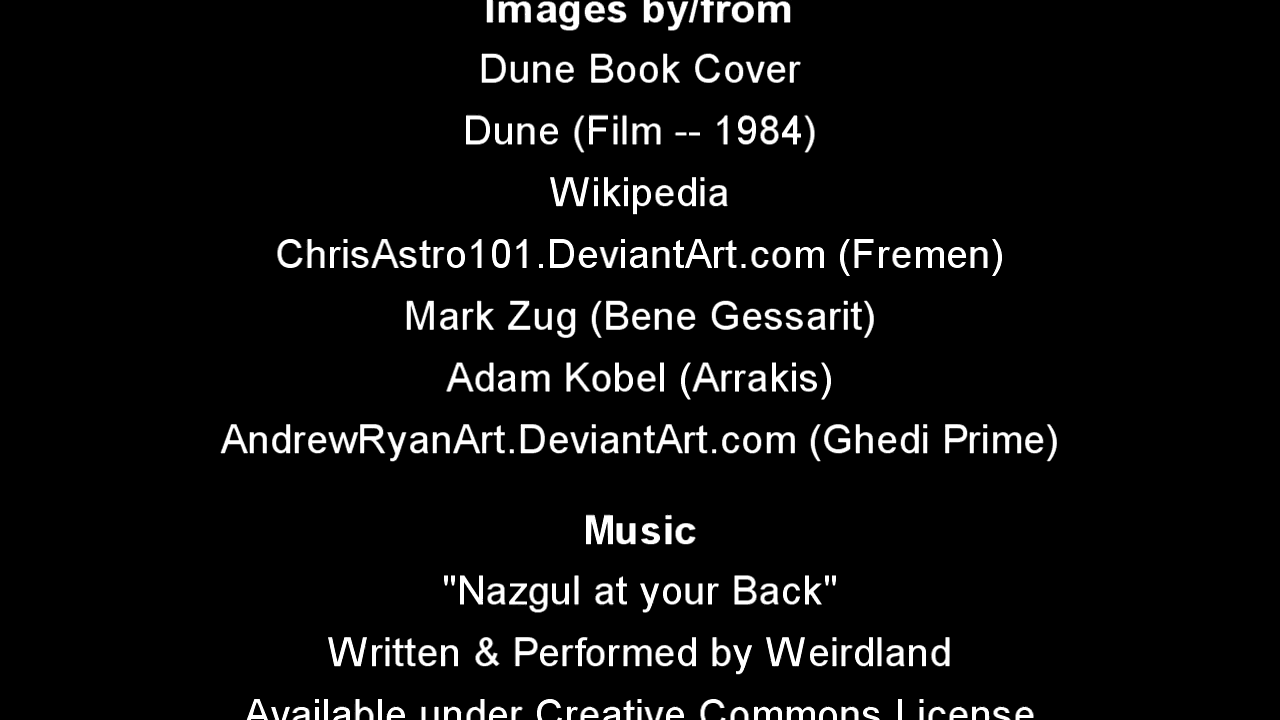 Images by/from
Dune Book Cover
Dune (Film -- 1984)
Wikipedia
ChrisAstro101.DeviantArt.com (Fremen)
Mark Zug (Bene Gessarit)
Adam Kobel (Arrakis)
AndrewRyanArt.DeviantArt.com (Ghedi Prime)
Music
"Nazgul at your Back"
Written & Performed by Weirdland
Available under Creative Commons License